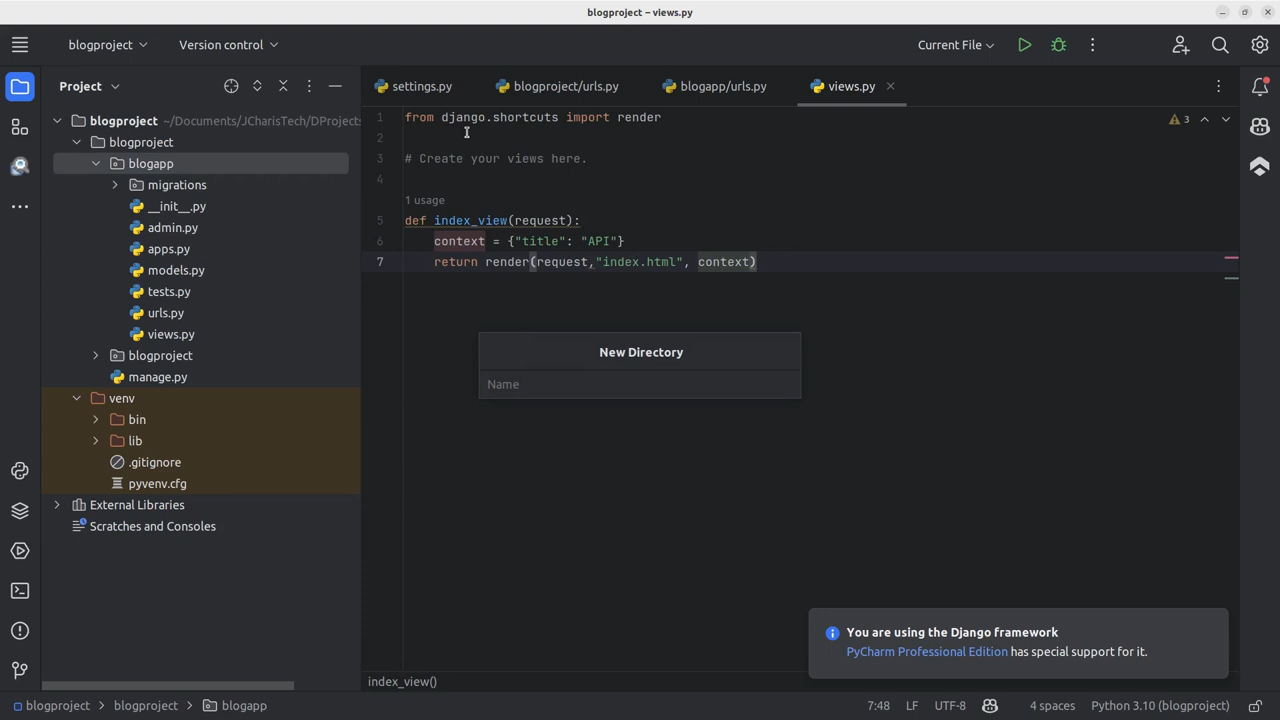 blogproject – views.py
blogproject
Version control
Current File
Project
settings.py
blogproject/urls.py
blogapp/urls.py
views.py
blogproject ~/Documents/JCharisTech/DProjects
blogproject
blogapp
migrations
__init__.py
admin.py
apps.py
models.py
tests.py
urls.py
views.py
blogproject
manage.py
venv
bin
lib
.gitignore
pyvenv.cfg
External Libraries
Scratches and Consoles
3
1 from django.shortcuts import render
2
3 # Create your views here.
4
1 usage
5 def index_view(request):
6 context = {"title": "API"}
7 return render(request,"index.html", context)
New Directory
Name
You are using the Django framework
PyCharm Professional Edition has special support for it.
index_view()
blogproject
blogproject
blogapp
7:48
LF
UTF-8
4 spaces
Python 3.10 (blogproject)